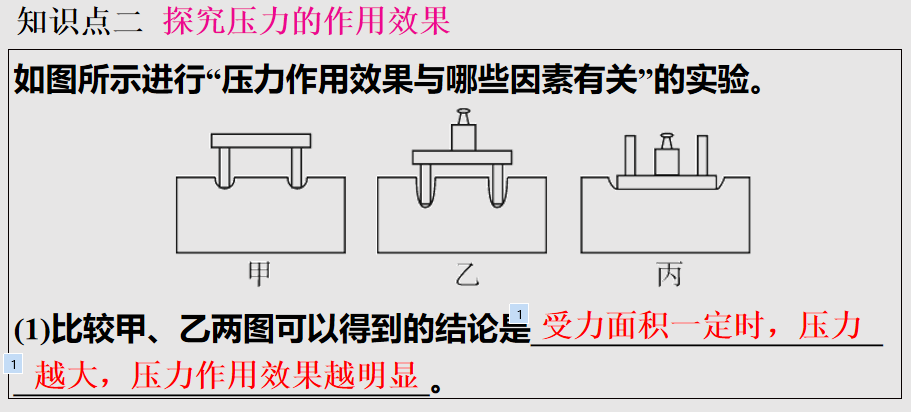 知识点二 探究压力的作用效果
如图所示进行“压力作用效果与哪些因素有关”的实验。
甲 乙 丙
(1)比较甲、乙两图可以得到的结论是1受力面积一定时，压力
1越大，压力作用效果越明显。